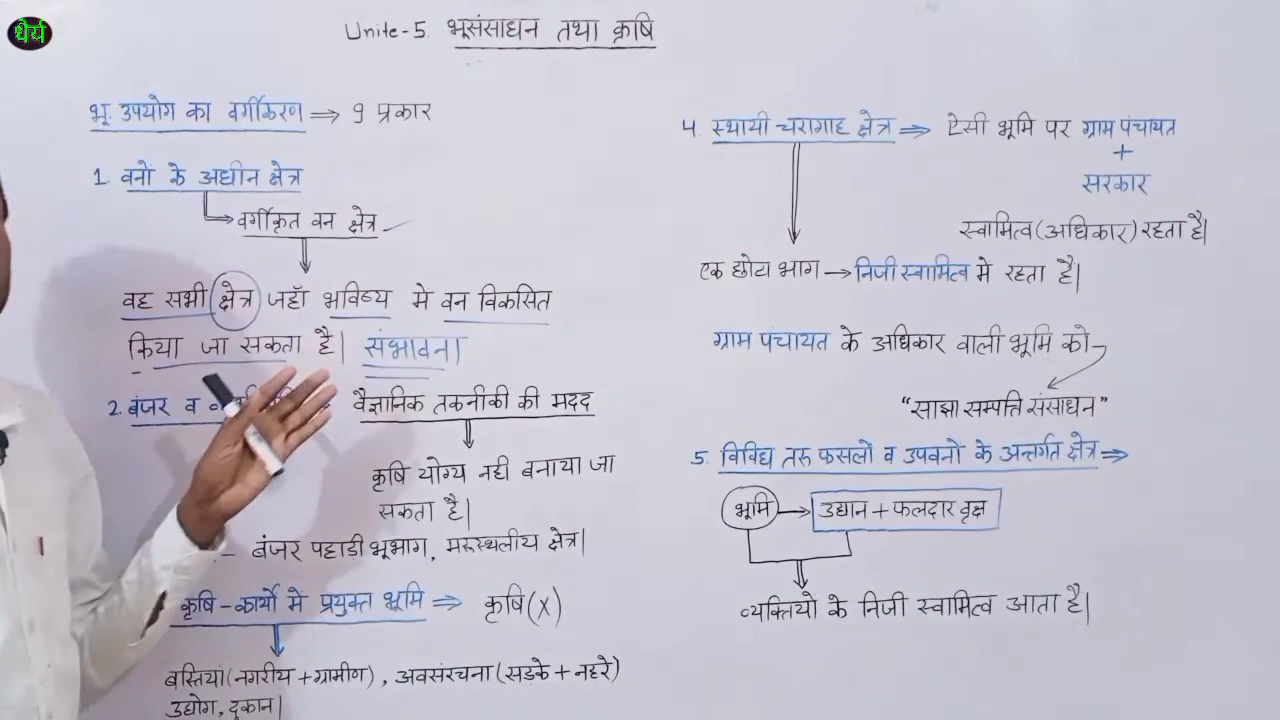 धैर्य
Unite-5. भूसंसाधन तथा कृषि
भू. उपयोग का वर्गीकरण ⇒ 9 प्रकार
1. वनों के अधीन क्षेत्र
वर्गीकृत वन क्षेत्र
वह सभी क्षेत्र जहाँ भविष्य में वन विकसित
किया जा सकता है| संभावना
2. बंजर व
वैज्ञानिक तकनीकी की मदद
कृषि योग्य नही बनाया जा
सकता है|
– बंजर पहाड़ी भूभाग, मरूस्थलीय क्षेत्र|
कृषि-कार्यो में प्रयुक्त भूमि ⇒ कृषि(X)
बस्तियां(नगरीय+ग्रामीण), अवसंरचना(सड़के+नहरे)
उद्योग, दुकान|
4. स्थायी चरागाह क्षेत्र ⇒ ऐसी भूमि पर ग्राम पंचायत
+
सरकार
स्वामित्व(अधिकार) रहता है|
एक छोटा भाग → निजी स्वामित्व मे रहता है|
ग्राम पंचायत के अधिकार वाली भूमि को
"साझा सम्पत्ति संसाधन"
5. विविध तरु फसलो व उपवनों के अन्तर्गत क्षेत्र ⇒
भूमि → उद्यान + फलदार वृक्ष
व्यक्तियो के निजी स्वामित्व आता है|